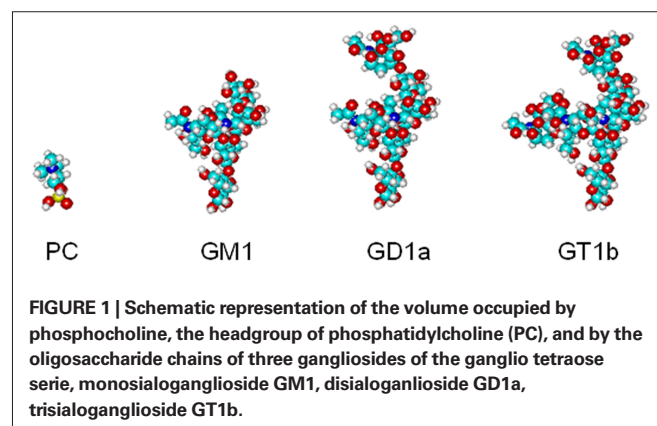 PC GM1 GD1a GT1b
FIGURE 1 | Schematic representation of the volume occupied by
phosphocholine, the headgroup of phosphatidylcholine (PC), and by the
oligosaccharide chains of three gangliosides of the ganglio tetraose
serie, monosialoganglioside GM1, disialoganlioside GD1a,
trisialoganglioside GT1b.